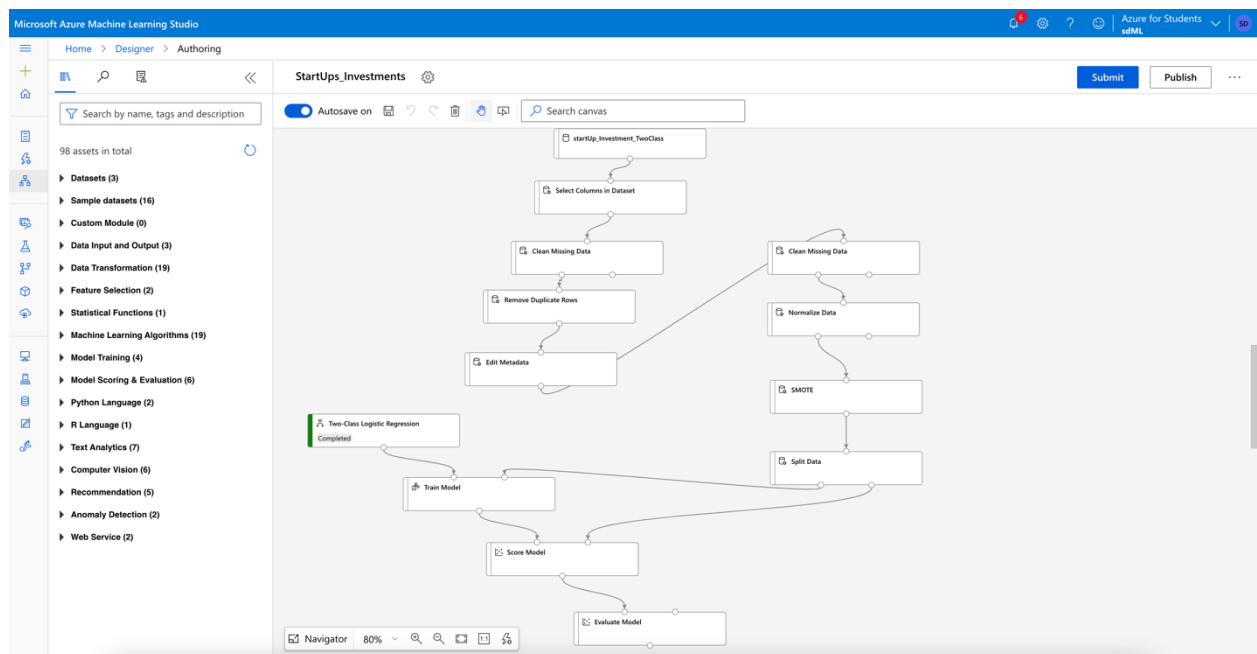 Microsoft Azure Machine Learning Studio
6
Azure for Students
sdML
SD
Home > Designer > Authoring
StartUps_Investments
Submit
Publish
Autosave on
Search canvas
Search by name, tags and description
98 assets in total
Datasets (3)
Sample datasets (16)
Custom Module (0)
Data Input and Output (3)
Data Transformation (19)
Feature Selection (2)
Statistical Functions (1)
Machine Learning Algorithms (19)
Model Training (4)
Model Scoring & Evaluation (6)
Python Language (2)
R Language (1)
Text Analytics (7)
Computer Vision (6)
Recommendation (5)
Anomaly Detection (2)
Web Service (2)
startUp_Investment_TwoClass
Select Columns in Dataset
Clean Missing Data
Remove Duplicate Rows
Edit Metadata
Clean Missing Data
Normalize Data
SMOTE
Split Data
Two-Class Logistic Regression
Completed
Train Model
Score Model
Evaluate Model
Navigator
80%
1:1